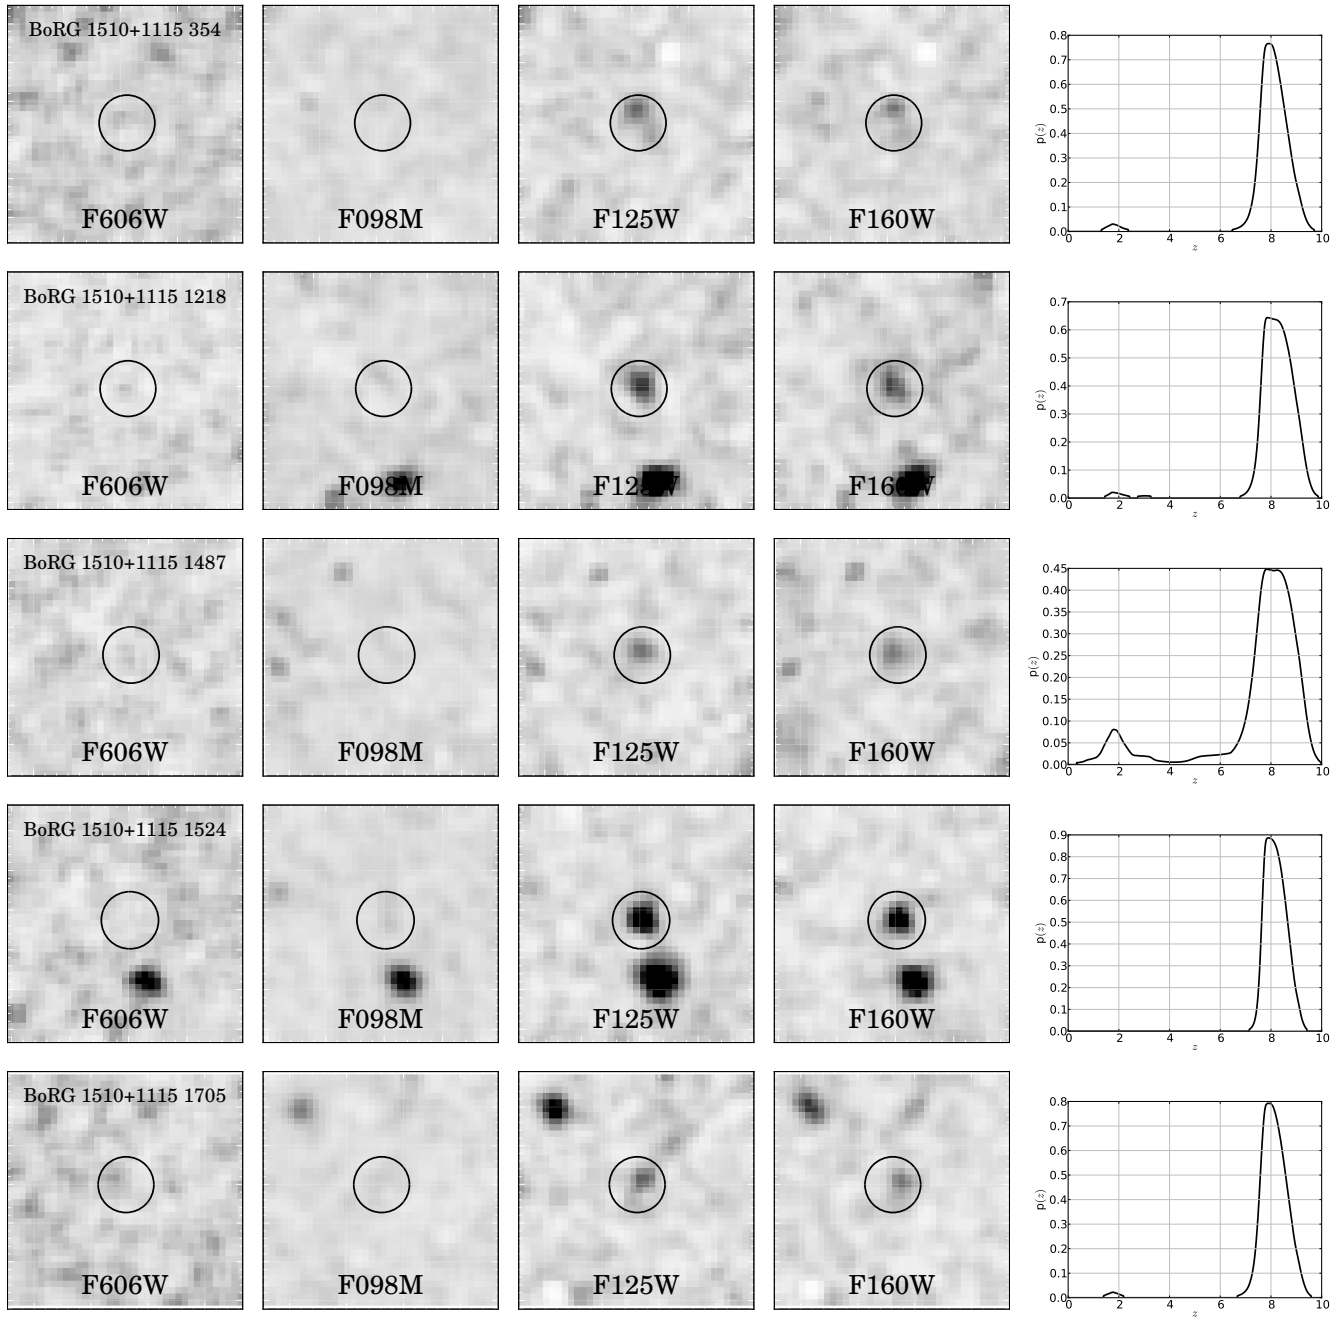 BoRG 1510+1115 354
F606W
F098M
F125W
F160W
0.8
0.7
0.6
0.5
0.4
0.3
0.2
0.1
0.0
p(z)
0 2 4 6 8 10
z
BoRG 1510+1115 1218
F606W
F098M
F125W
F160W
0.7
0.6
0.5
0.4
0.3
0.2
0.1
0.0
p(z)
0 2 4 6 8 10
z
BoRG 1510+1115 1487
F606W
F098M
F125W
F160W
0.45
0.40
0.35
0.30
0.25
0.20
0.15
0.10
0.05
0.00
p(z)
0 2 4 6 8 10
z
BoRG 1510+1115 1524
F606W
F098M
F125W
F160W
0.9
0.8
0.7
0.6
0.5
0.4
0.3
0.2
0.1
0.0
p(z)
0 2 4 6 8 10
z
BoRG 1510+1115 1705
F606W
F098M
F125W
F160W
0.8
0.7
0.6
0.5
0.4
0.3
0.2
0.1
0.0
p(z)
0 2 4 6 8 10
z